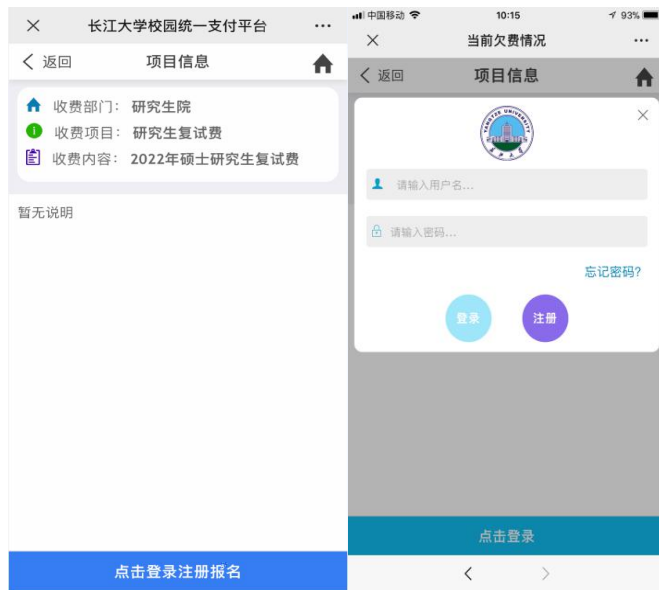 长江大学校园统一支付平台
返回
项目信息
收费部门：研究生院
收费项目：研究生复试费
收费内容：2022年硕士研究生复试费
暂无说明
点击登录注册报名
中国移动
10:15
93%
当前欠费情况
返回
项目信息
YANGTZE UNIVERSITY
请输入用户名...
请输入密码...
忘记密码?
登录
注册
点击登录